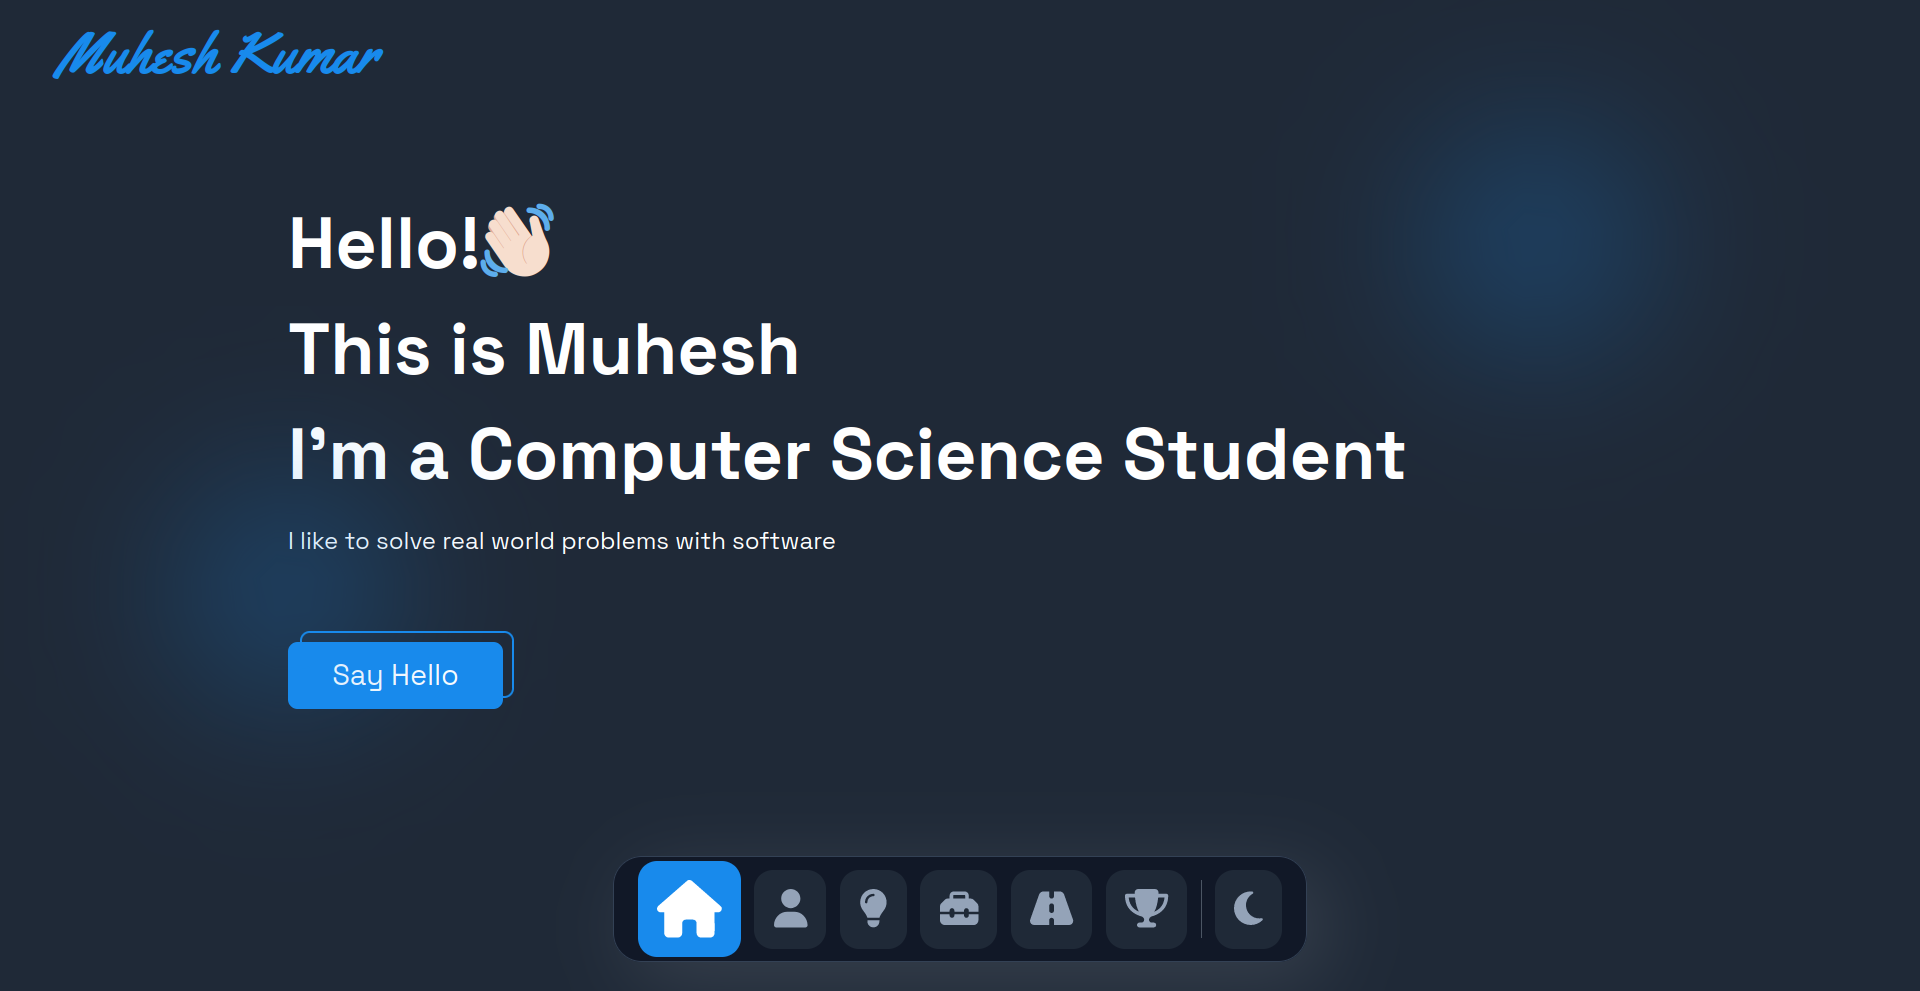 Muhesh Kumar
Hello!👋🏻
This is Muhesh
I'm a Computer Science Student
I like to solve real world problems with software
Say Hello